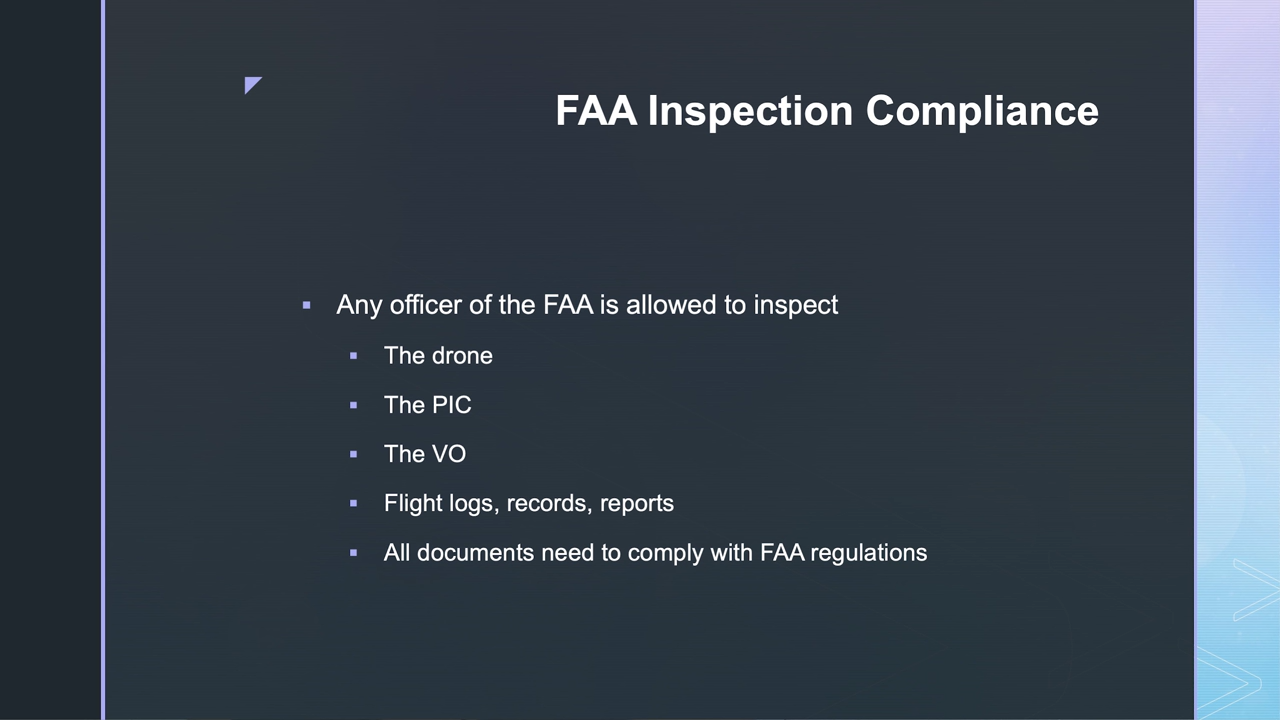 FAA Inspection Compliance
Any officer of the FAA is allowed to inspect
The drone
The PIC
The VO
Flight logs, records, reports
All documents need to comply with FAA regulations